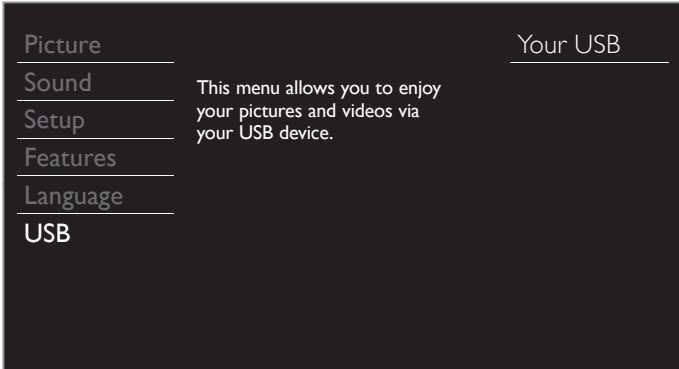 Picture
Sound
Setup
Features
Language
USB
This menu allows you to enjoy
your pictures and videos via
your USB device.
Your USB